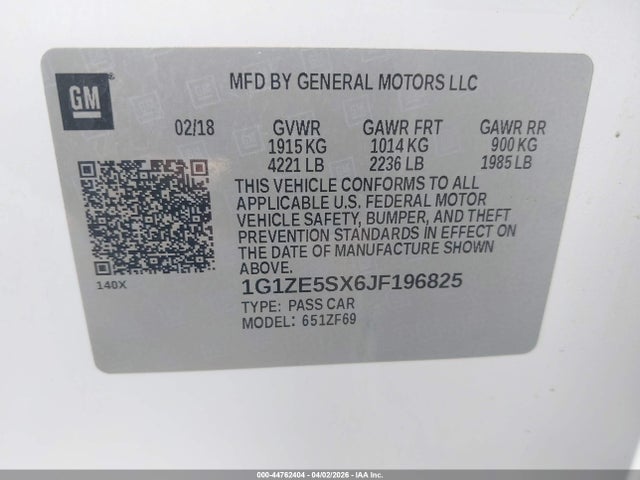 GM
MFD BY GENERAL MOTORS LLC
02/18 GVWR GAWR FRT GAWR RR
1915 KG 1014 KG 900 KG
4221 LB 2236 LB 1985 LB
THIS VEHICLE CONFORMS TO ALL
APPLICABLE U.S. FEDERAL MOTOR
VEHICLE SAFETY, BUMPER, AND THEFT
PREVENTION STANDARDS IN EFFECT ON
THE DATE OF MANUFACTURE SHOWN
ABOVE.
140X
1G1ZE5SX6JF196825
TYPE: PASS CAR
MODEL: 651ZF69
000-44762404 - 04/02/2026 - IAA Inc.